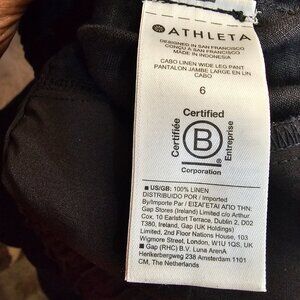 ATHLETA
DESIGNED IN SAN FRANCISCO
CONÇU À SAN FRANCISCO
MADE IN INDONESIA
CABO LINEN WIDE LEG PANT
PANTALON JAMBE LARGE EN LIN
CABO
6
Certified
Certifiée
B
Entreprise
Corporation
US/GB: 100% LINEN
DISTRIBUIDO POR / Imported
By/Importe Par / ΕΙΣΑΓΕΤΑΙ ΑΠΟ ΤΗΝ:
Gap Stores (Ireland) Limited c/o Arthur
Cox, 10 Earlsfort Terrace, Dublin 2, D02
T380, Ireland, Gap (UK Holdings)
Limited, 2nd Floor Nations House, 103
Wigmore Street, London, W1U 1QS, UK
Gap (RHC) B.V. Luna ArenA
Herikerbergweg 238 Amsterdam 1101
CM, The Netherlands